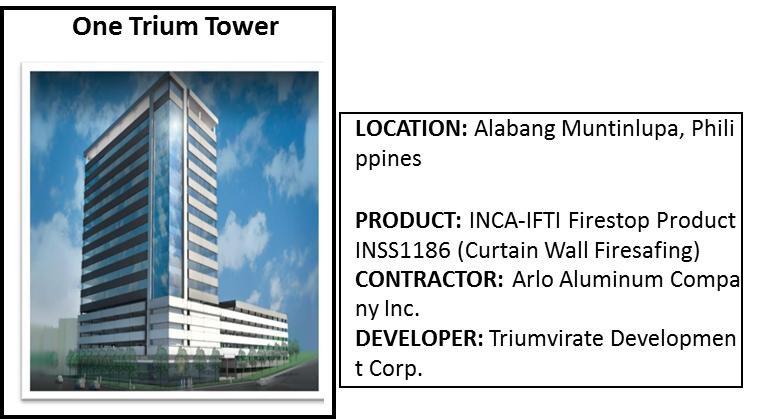 One Trium Tower
LOCATION: Alabang Muntinlupa, Phili
ppines
PRODUCT: INCA-IFTI Firestop Product
INSS1186 (Curtain Wall Firesafing)
CONTRACTOR: Arlo Aluminum Compa
ny Inc.
DEVELOPER: Triumvirate Developmen
t Corp.